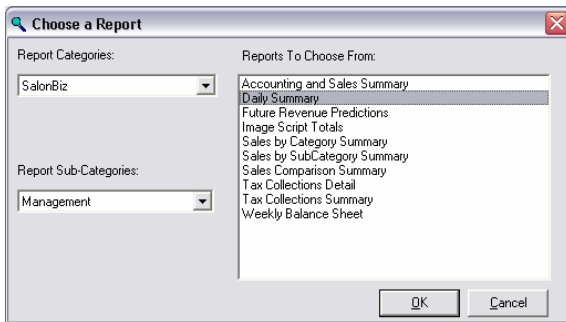 Choose a Report
Report Categories:
SalonBiz
Report Sub-Categories:
Management
Reports To Choose From:
Accounting and Sales Summary
Daily Summary
Future Revenue Predictions
Image Script Totals
Sales by Category Summary
Sales by SubCategory Summary
Sales Comparison Summary
Tax Collections Detail
Tax Collections Summary
Weekly Balance Sheet
OK
Cancel